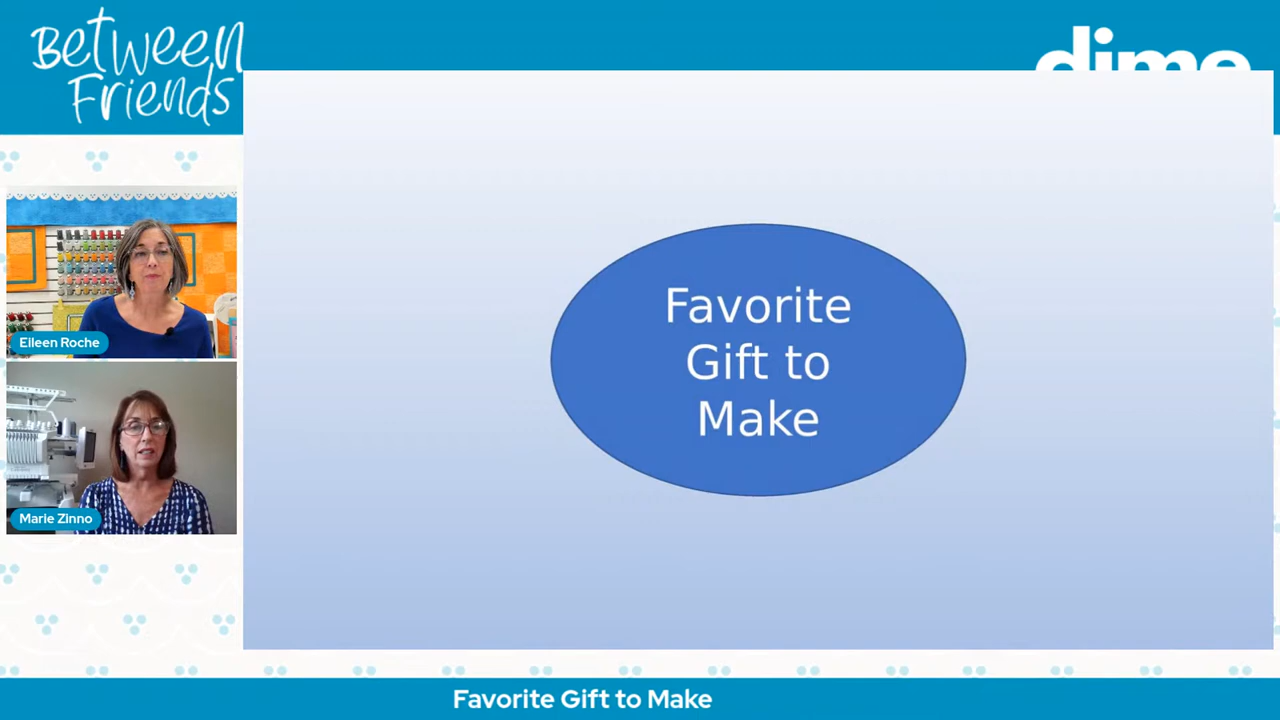 Between
Friends
dime
Eileen Roche
Marie Zinno
Favorite
Gift to
Make
Favorite Gift to Make